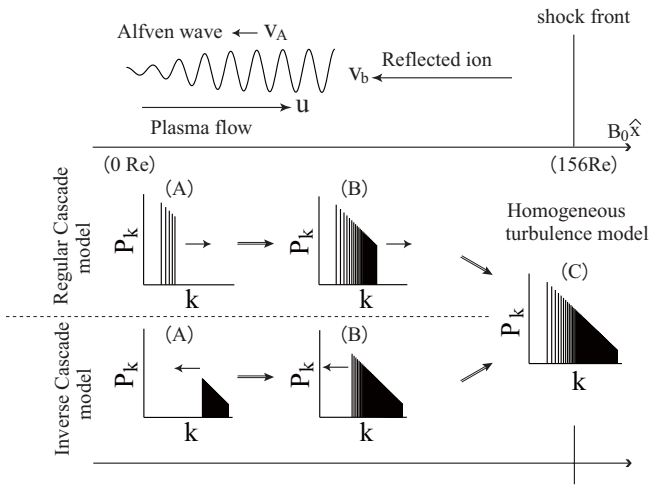 shock front
Alfven wave ← v_A
v_b Reflected ion
u
Plasma flow
B₀x̂
(0 Re) (156Re)
Regular Cascade
model
(A)
P_k
k
(B)
P_k
k
Homogeneous
turbulence model
(C)
P_k
k
Inverse Cascade
model
(A)
P_k
k
(B)
P_k
k